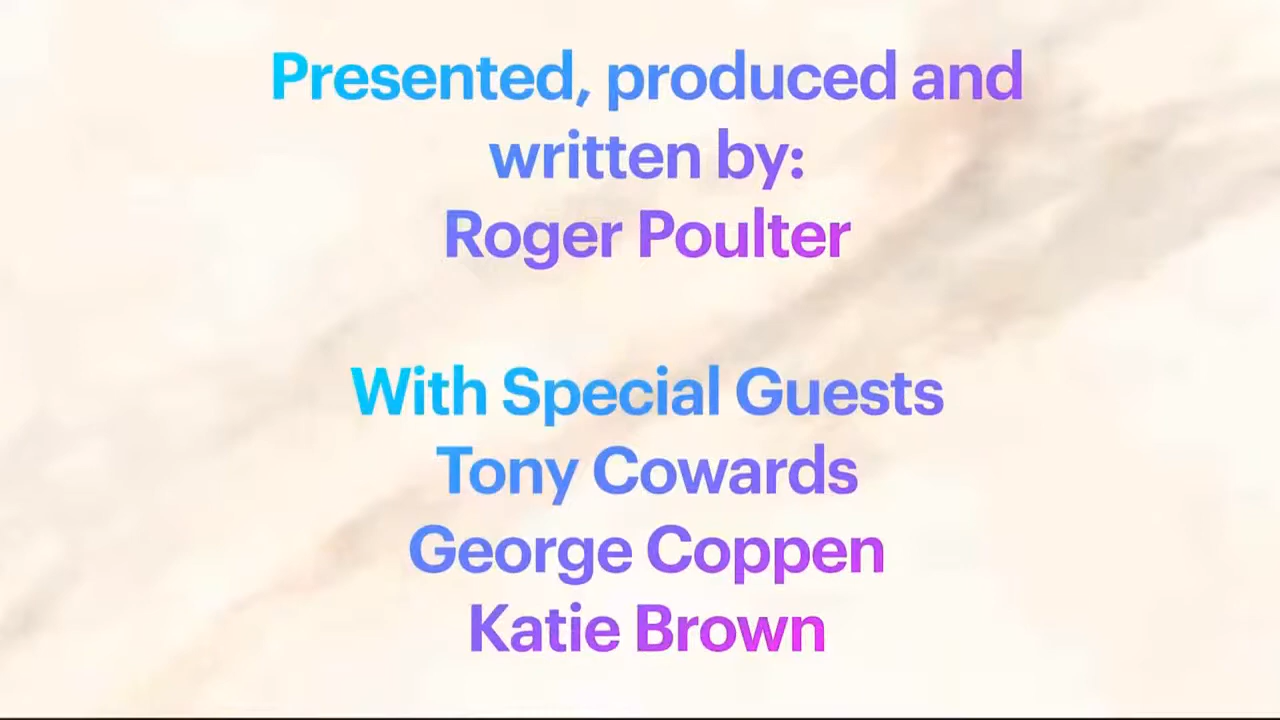 Presented, produced and
written by:
Roger Poulter
With Special Guests
Tony Cowards
George Coppen
Katie Brown